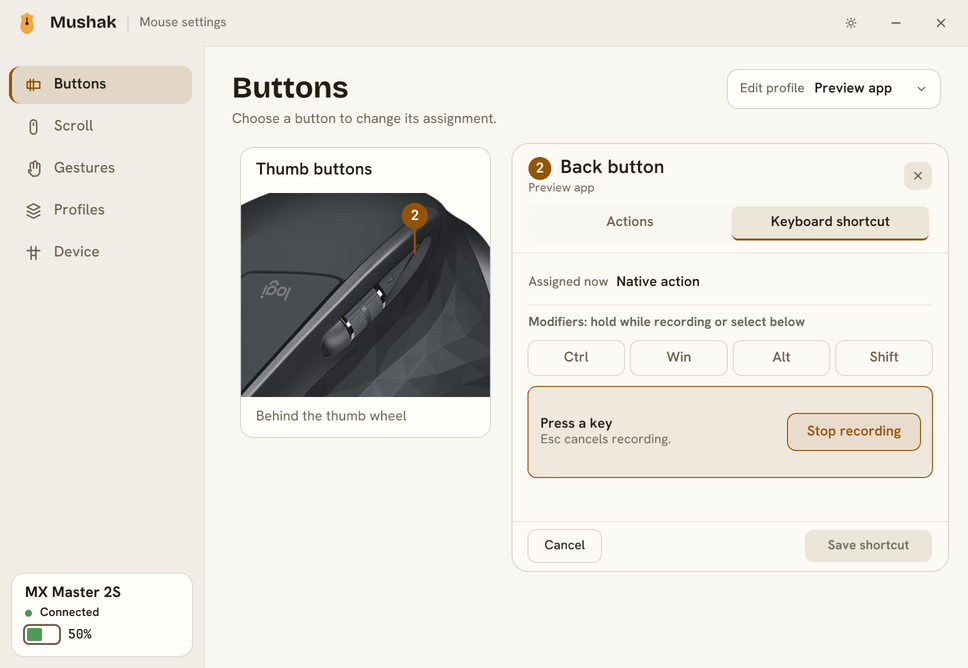 Mushak
Mouse settings
Buttons
Scroll
Gestures
Profiles
Device
MX Master 2S
Connected
50%
Buttons
Choose a button to change its assignment.
Edit profile Preview app
Thumb buttons
2
logi
Behind the thumb wheel
2 Back button
Preview app
Actions
Keyboard shortcut
Assigned now Native action
Modifiers: hold while recording or select below
Ctrl
Win
Alt
Shift
Press a key
Esc cancels recording.
Stop recording
Cancel
Save shortcut